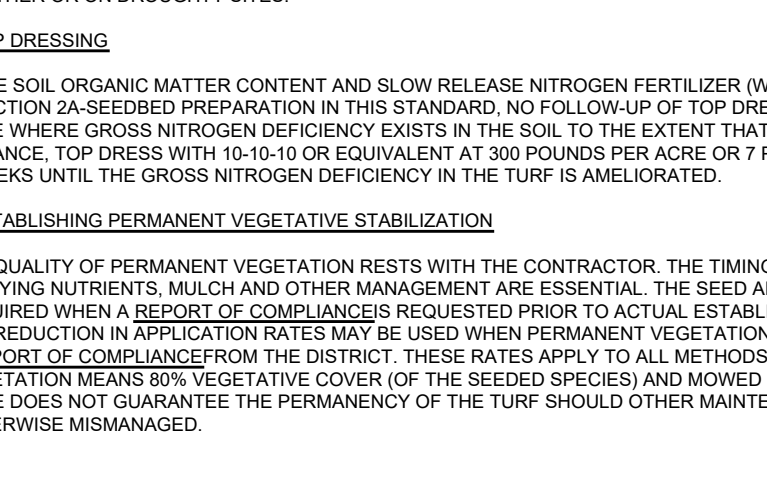 P DRESSING
E SOIL ORGANIC MATTER CONTENT AND SLOW RELEASE NITROGEN FERTILIZER (W
CTION 2A-SEEDBED PREPARATION IN THIS STANDARD, NO FOLLOW-UP OF TOP DRE
E WHERE GROSS NITROGEN DEFICIENCY EXISTS IN THE SOIL TO THE EXTENT THAT
ANCE, TOP DRESS WITH 10-10-10 OR EQUIVALENT AT 300 POUNDS PER ACRE OR 7 P
EEKS UNTIL THE GROSS NITROGEN DEFICIENCY IN THE TURF IS AMELIORATED.
TABLISHING PERMANENT VEGETATIVE STABILIZATION
QUALITY OF PERMANENT VEGETATION RESTS WITH THE CONTRACTOR. THE TIMING
YING NUTRIENTS, MULCH AND OTHER MANAGEMENT ARE ESSENTIAL. THE SEED A
UIRED WHEN A REPORT OF COMPLIANCEIS REQUESTED PRIOR TO ACTUAL ESTABLI
REDUCTION IN APPLICATION RATES MAY BE USED WHEN PERMANENT VEGETATION
PORT OF COMPLIANCEFROM THE DISTRICT. THESE RATES APPLY TO ALL METHODS
ETATION MEANS 80% VEGETATIVE COVER (OF THE SEEDED SPECIES) AND MOWED
E DOES NOT GUARANTEE THE PERMANENCY OF THE TURF SHOULD OTHER MAINTE
ERWISE MISMANAGED.